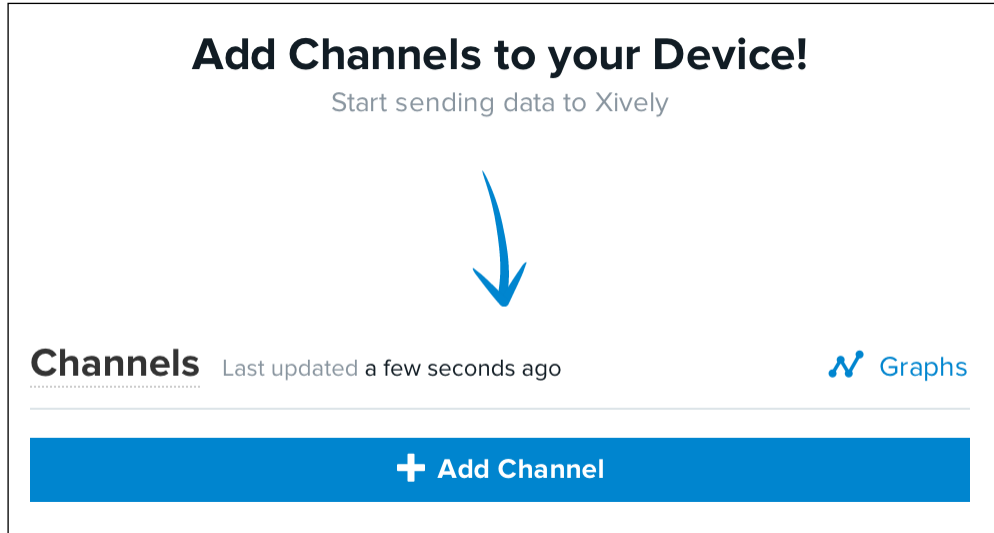 Add Channels to your Device!
Start sending data to Xively
Channels Last updated a few seconds ago Graphs
Add Channel